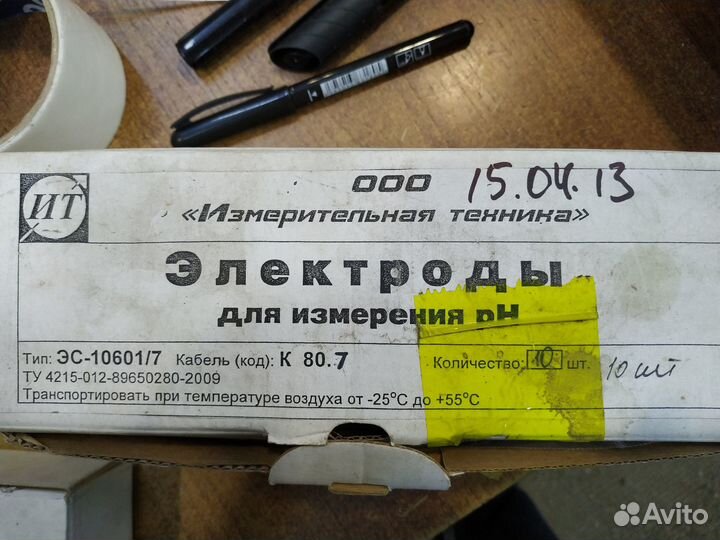 ИТ
ООО 15.04.13
«Измерительная техника»
Электроды
для измерения pH
Тип: ЭС-10601/7 Кабель (код): К 80.7 Количество: 10 шт. 10 шт
ТУ 4215-012-89650280-2009
Транспортировать при температуре воздуха от -25°С до +55°С
Avito